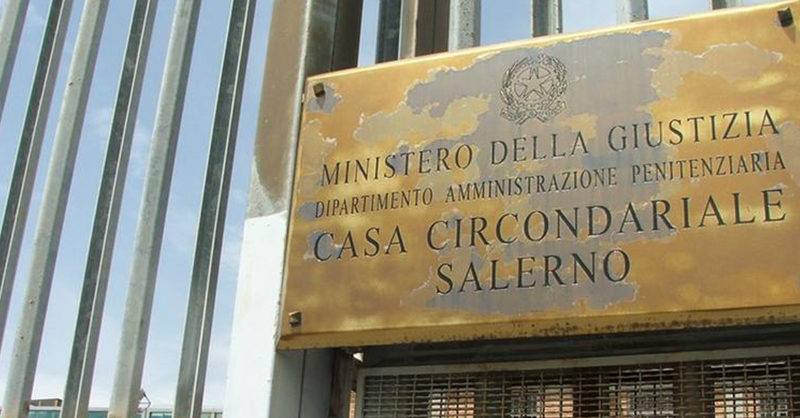 MINISTERO DELLA GIUSTIZIA
DIPARTIMENTO AMMINISTRAZIONE PENITENZIARIA
CASA CIRCONDARIALE
SALERNO